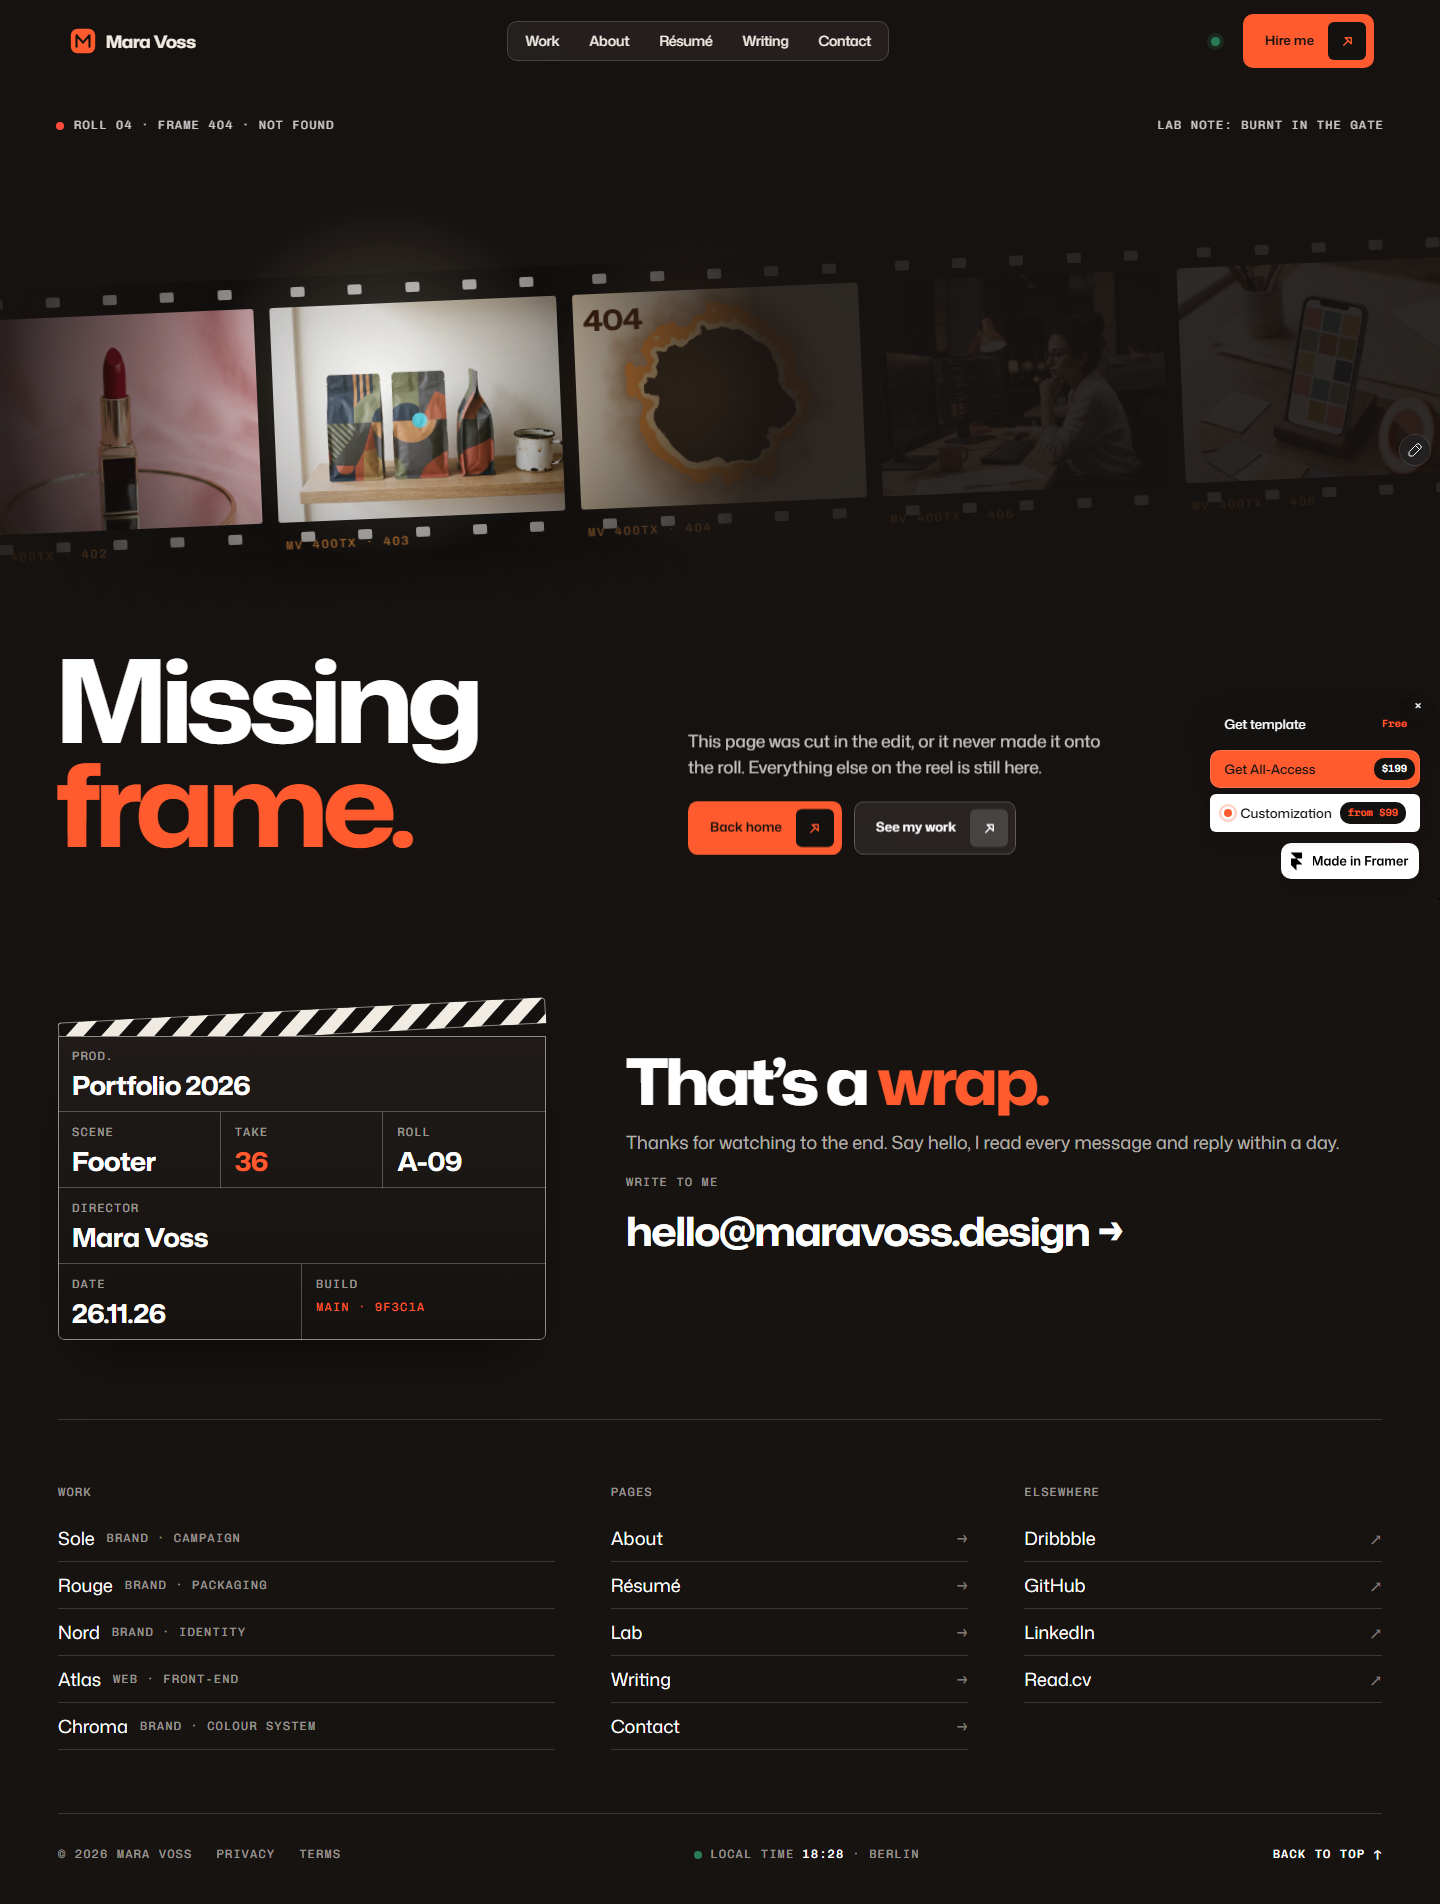 Mara Voss
Work About Résumé Writing Contact
Hire me
ROLL 04 · FRAME 404 · NOT FOUND
LAB NOTE: BURNT IN THE GATE
404
400TX · 402
MV 400TX · 403
MV 400TX · 404
MV 400TX · 405
MV 400TX · 406
Missing
frame.
This page was cut in the edit, or it never made it onto
the roll. Everything else on the reel is still here.
Back home
See my work
Get template Free
Get All-Access $199
Customization from $99
Made in Framer
PROD.
Portfolio 2026
SCENE TAKE ROLL
Footer 36 A-09
DIRECTOR
Mara Voss
DATE BUILD
26.11.26 MAIN · 9F3C1A
That's a wrap.
Thanks for watching to the end. Say hello, I read every message and reply within a day.
WRITE TO ME
hello@maravoss.design →
WORK
Sole BRAND · CAMPAIGN
Rouge BRAND · PACKAGING
Nord BRAND · IDENTITY
Atlas WEB · FRONT-END
Chroma BRAND · COLOUR SYSTEM
PAGES
About →
Résumé →
Lab →
Writing →
Contact →
ELSEWHERE
Dribbble ↗
GitHub ↗
LinkedIn ↗
Read.cv ↗
© 2026 MARA VOSS PRIVACY TERMS
LOCAL TIME 18:28 · BERLIN
BACK TO TOP ↑